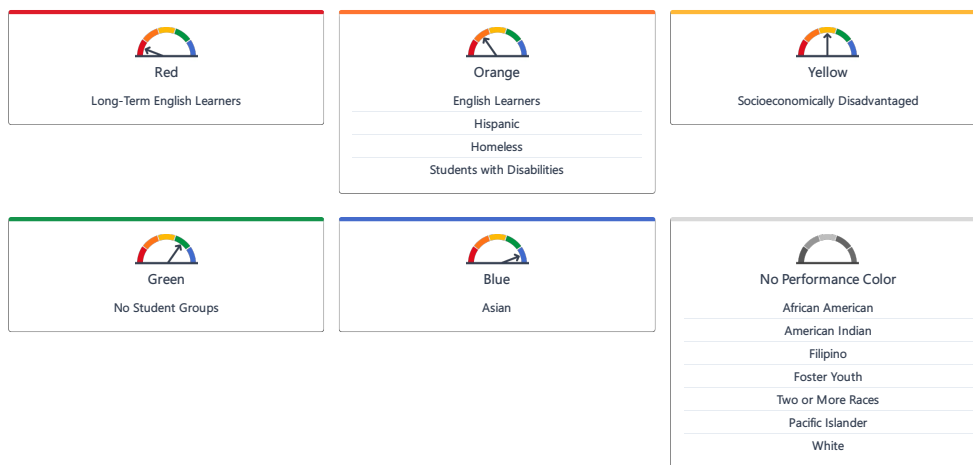 Red
Long-Term English Learners
Orange
English Learners
Hispanic
Homeless
Students with Disabilities
Yellow
Socioeconomically Disadvantaged
Green
No Student Groups
Blue
Asian
No Performance Color
African American
American Indian
Filipino
Foster Youth
Two or More Races
Pacific Islander
White